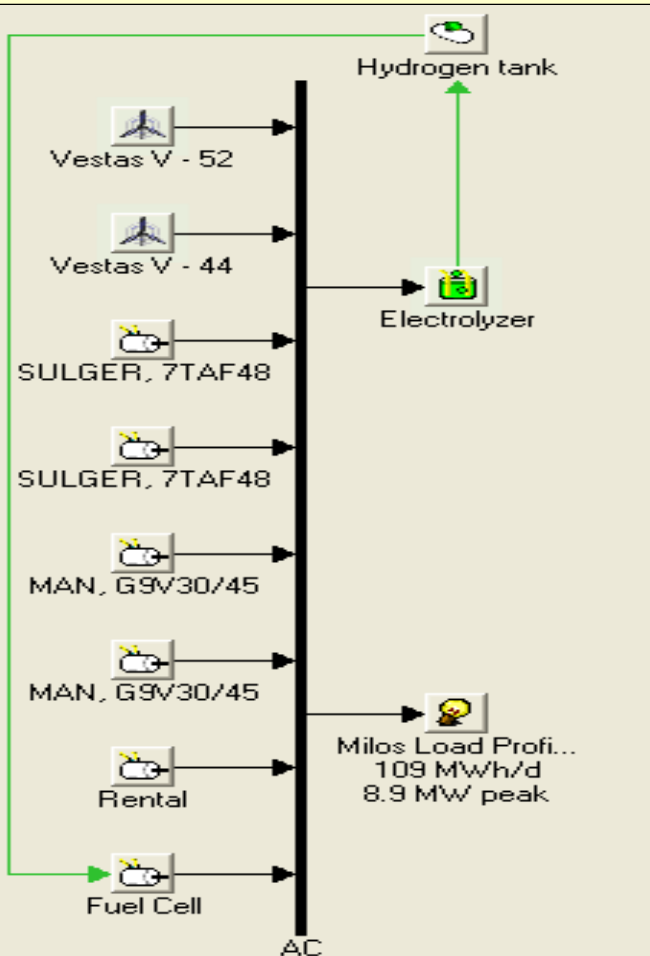 Hydrogen tank
Vestas V - 52
Vestas V - 44
Electrolyzer
SULGER, 7TAF48
SULGER, 7TAF48
MAN, G9V30/45
MAN, G9V30/45
Milos Load Profi...
109 MWh/d
8.9 MW peak
Rental
Fuel Cell
AC